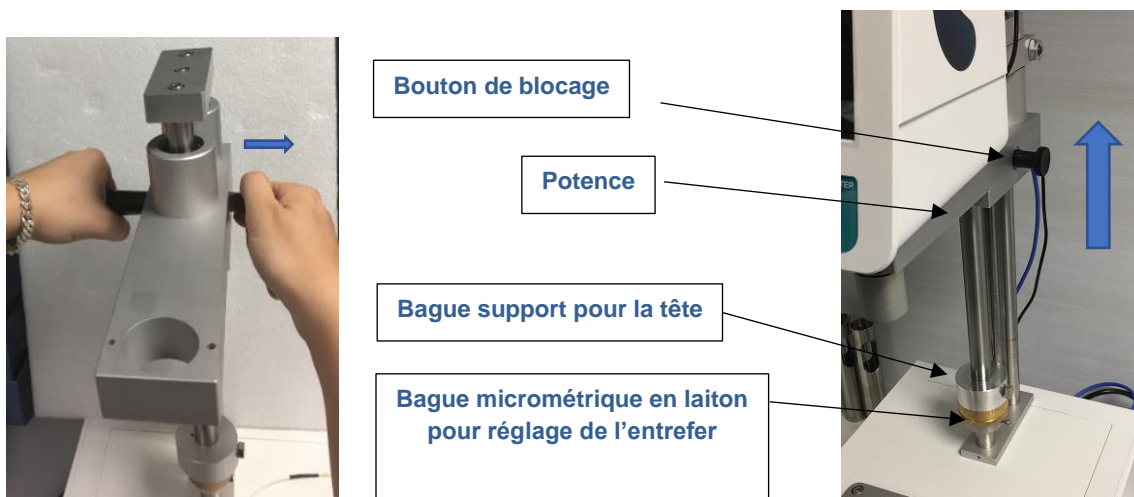 Bouton de blocage
Potence
Bague support pour la tête
Bague micrométrique en laiton
pour réglage de l'entrefer